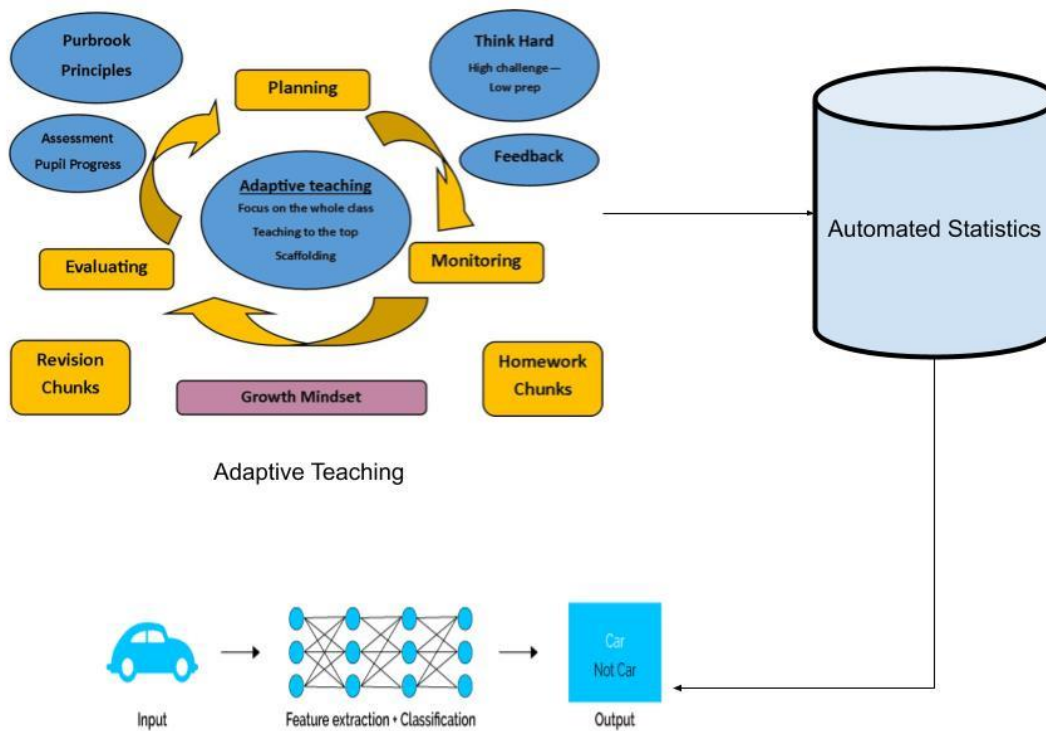 Purbrook
Principles
Think Hard
High challenge —
Low prep
Planning
Assessment
Pupil Progress
Feedback
Adaptive teaching
Focus on the whole class
Teaching to the top
Scaffolding
Evaluating
Monitoring
Automated Statistics
Revision
Chunks
Homework
Chunks
Growth Mindset
Adaptive Teaching
Car
Not Car
Input
Feature extraction + Classification
Output